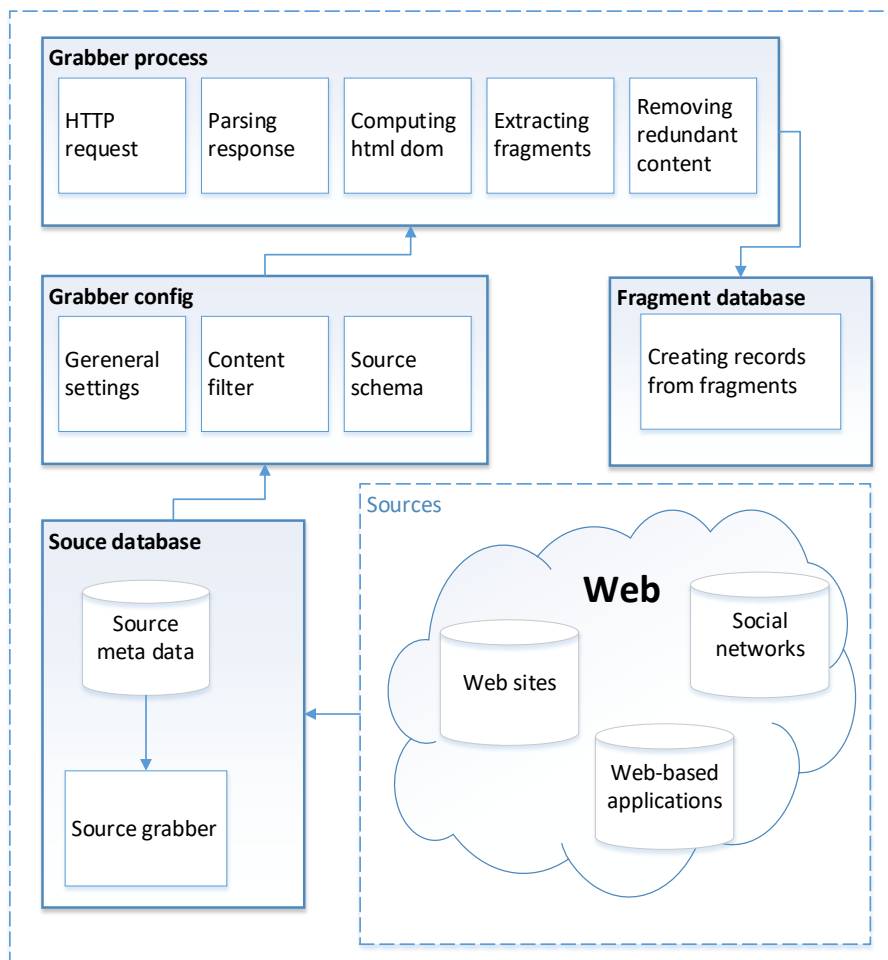 Grabber process
HTTP
request
Parsing
response
Computing
html dom
Extracting
fragments
Removing
redundant
content
Grabber config
Gereneral
settings
Content
filter
Source
schema
Fragment database
Creating records
from fragments
Souce database
Source
meta data
Source grabber
Sources
Web
Web sites
Social
networks
Web-based
applications